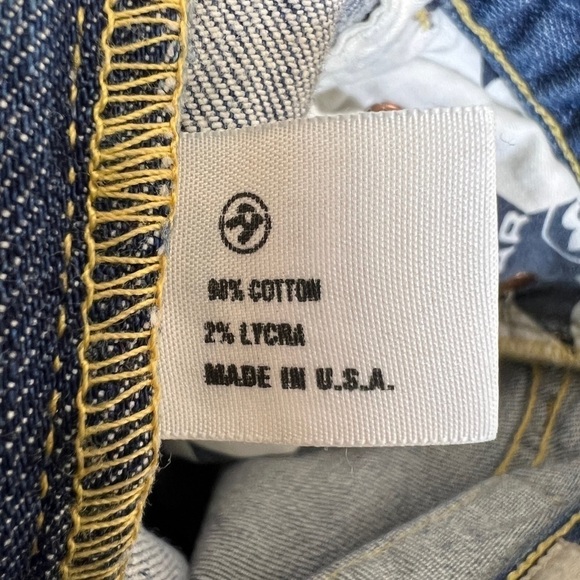 98% COTTON
2% LYCRA
MADE IN U.S.A.